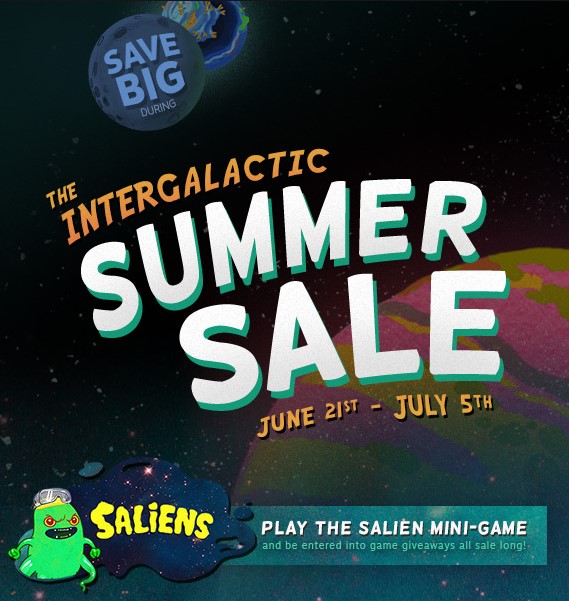 SAVE
BIG
DURING
THE
INTERGALACTIC
SUMMER
SALE
JUNE 21ST - JULY 5TH
SALiENS
PLAY THE SALIEN MINI-GAME
and be entered into game giveaways all sale long!